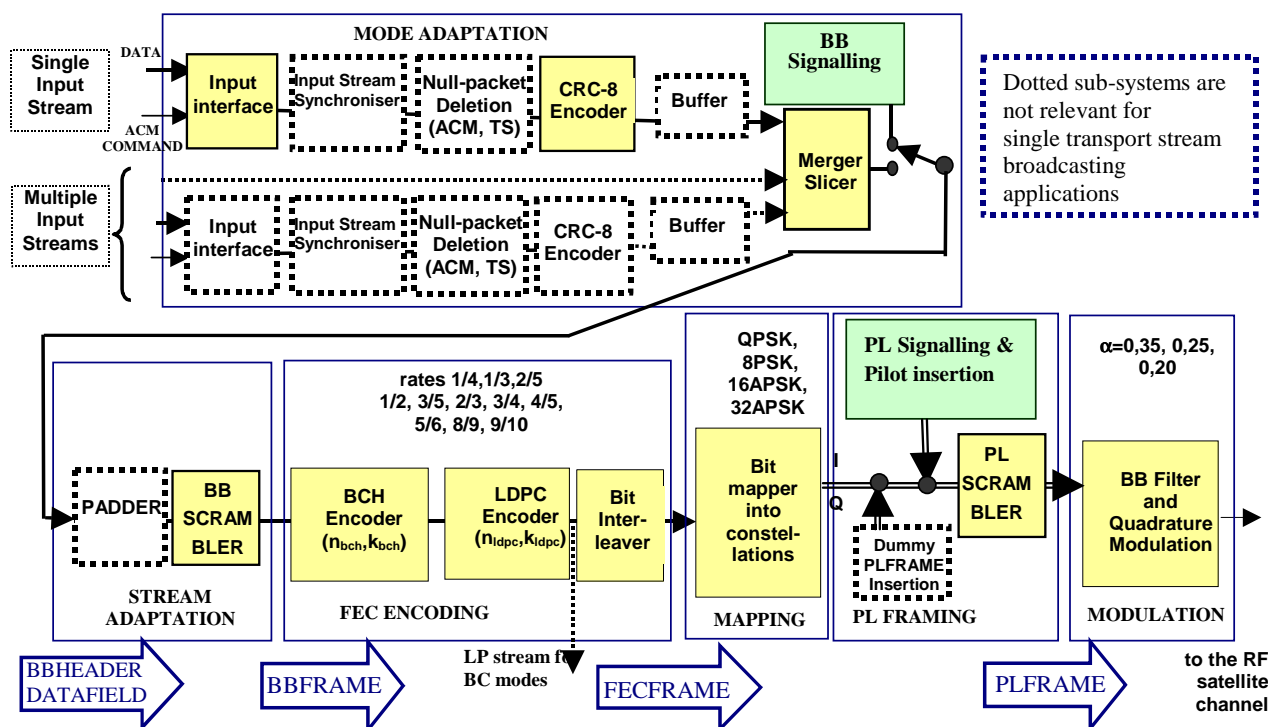 MODE ADAPTATION
BB
Signalling
DATA
Single
Input
Stream
Input
interface
Input Stream
Synchroniser
Null-packet
Deletion
(ACM, TS)
CRC-8
Encoder
Buffer
Dotted sub-systems are
not relevant for
single transport stream
broadcasting
applications
ACM
COMMAND
Merger
Slicer
Multiple
Input
Streams
Input
interface
Input Stream
Synchroniser
Null-packet
Deletion
(ACM, TS)
CRC-8
Encoder
Buffer
rates 1/4,1/3,2/5
1/2, 3/5, 2/3, 3/4, 4/5,
5/6, 8/9, 9/10
QPSK,
8PSK,
16APSK,
32APSK
PL Signalling &
Pilot insertion
α=0,35, 0,25,
0,20
PADDER
BB
SCRAM
BLER
BCH
Encoder
(nbch,kbch)
LDPC
Encoder
(nldpc,kldpc)
Bit
Inter-
leaver
Bit
mapper
into
constel-
lations
I
Q
PL
SCRAM
BLER
Dummy
PLFRAME
Insertion
BB Filter
and
Quadrature
Modulation
STREAM
ADAPTATION
FEC ENCODING
MAPPING
PL FRAMING
MODULATION
BBHEADER
DATAFIELD
BBFRAME
LP stream
BC modes
FECFRAME
PLFRAME
to the RF
satellite
channel